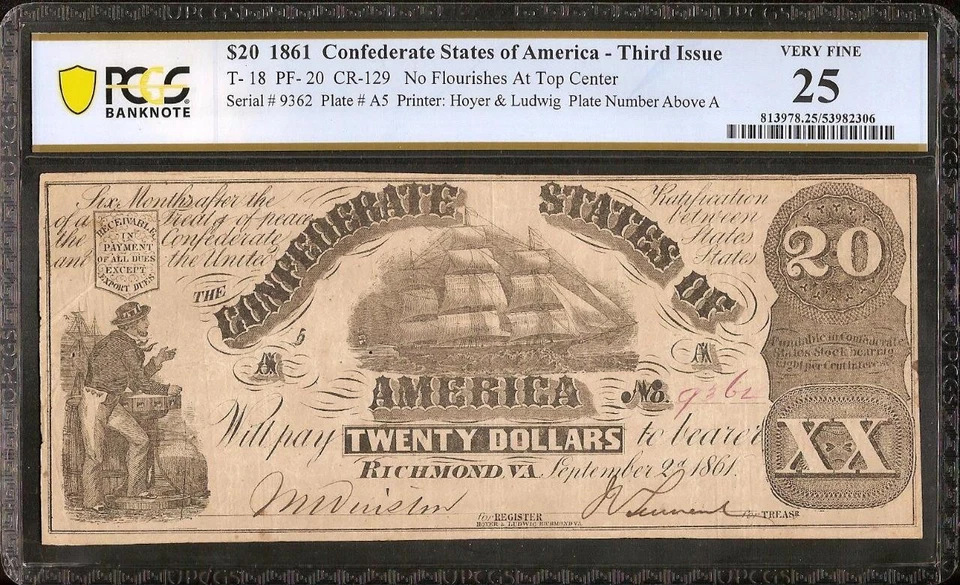 $20 1861 Confederate States of America - Third Issue
T- 18 PF- 20 CR-129 No Flourishes At Top Center
Serial # 9362 Plate # A5 Printer: Hoyer & Ludwig Plate Number Above A
VERY FINE
25
813978.25/53982306
PCGS
BANKNOTE
Six Months after the Ratification
of a Treaty of peace between
the Confederate States
and the United States
RECEIVABLE
IN
PAYMENT
OF ALL DUES
EXCEPT
EXPORT DUES
THE CONFEDERATE STATES OF
AMERICA
20
5
A
A
No. 9362
Fundable in Confederate
States Stock bearing
Eight per Cent Interest
Will pay TWENTY DOLLARS to bearer
RICHMOND, VA. September 2d 1861.
XX
for REGISTER
for TREASR
HOYER & LUDWIG RICHMOND VA